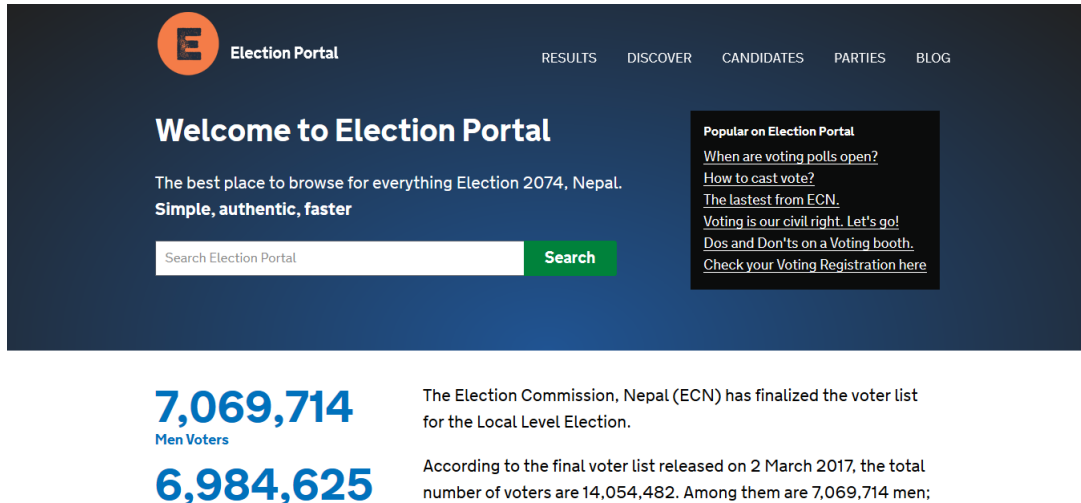 E
Election Portal
RESULTS DISCOVER CANDIDATES PARTIES BLOG
Welcome to Election Portal
The best place to browse for everything Election 2074, Nepal.
Simple, authentic, faster
Search Election Portal
Search
Popular on Election Portal
When are voting polls open?
How to cast vote?
The lastest from ECN.
Voting is our civil right. Let's go!
Dos and Don'ts on a Voting booth.
Check your Voting Registration here
7,069,714
Men Voters
6,984,625
The Election Commission, Nepal (ECN) has finalized the voter list
for the Local Level Election.
According to the final voter list released on 2 March 2017, the total
number of voters are 14,054,482. Among them are 7,069,714 men;